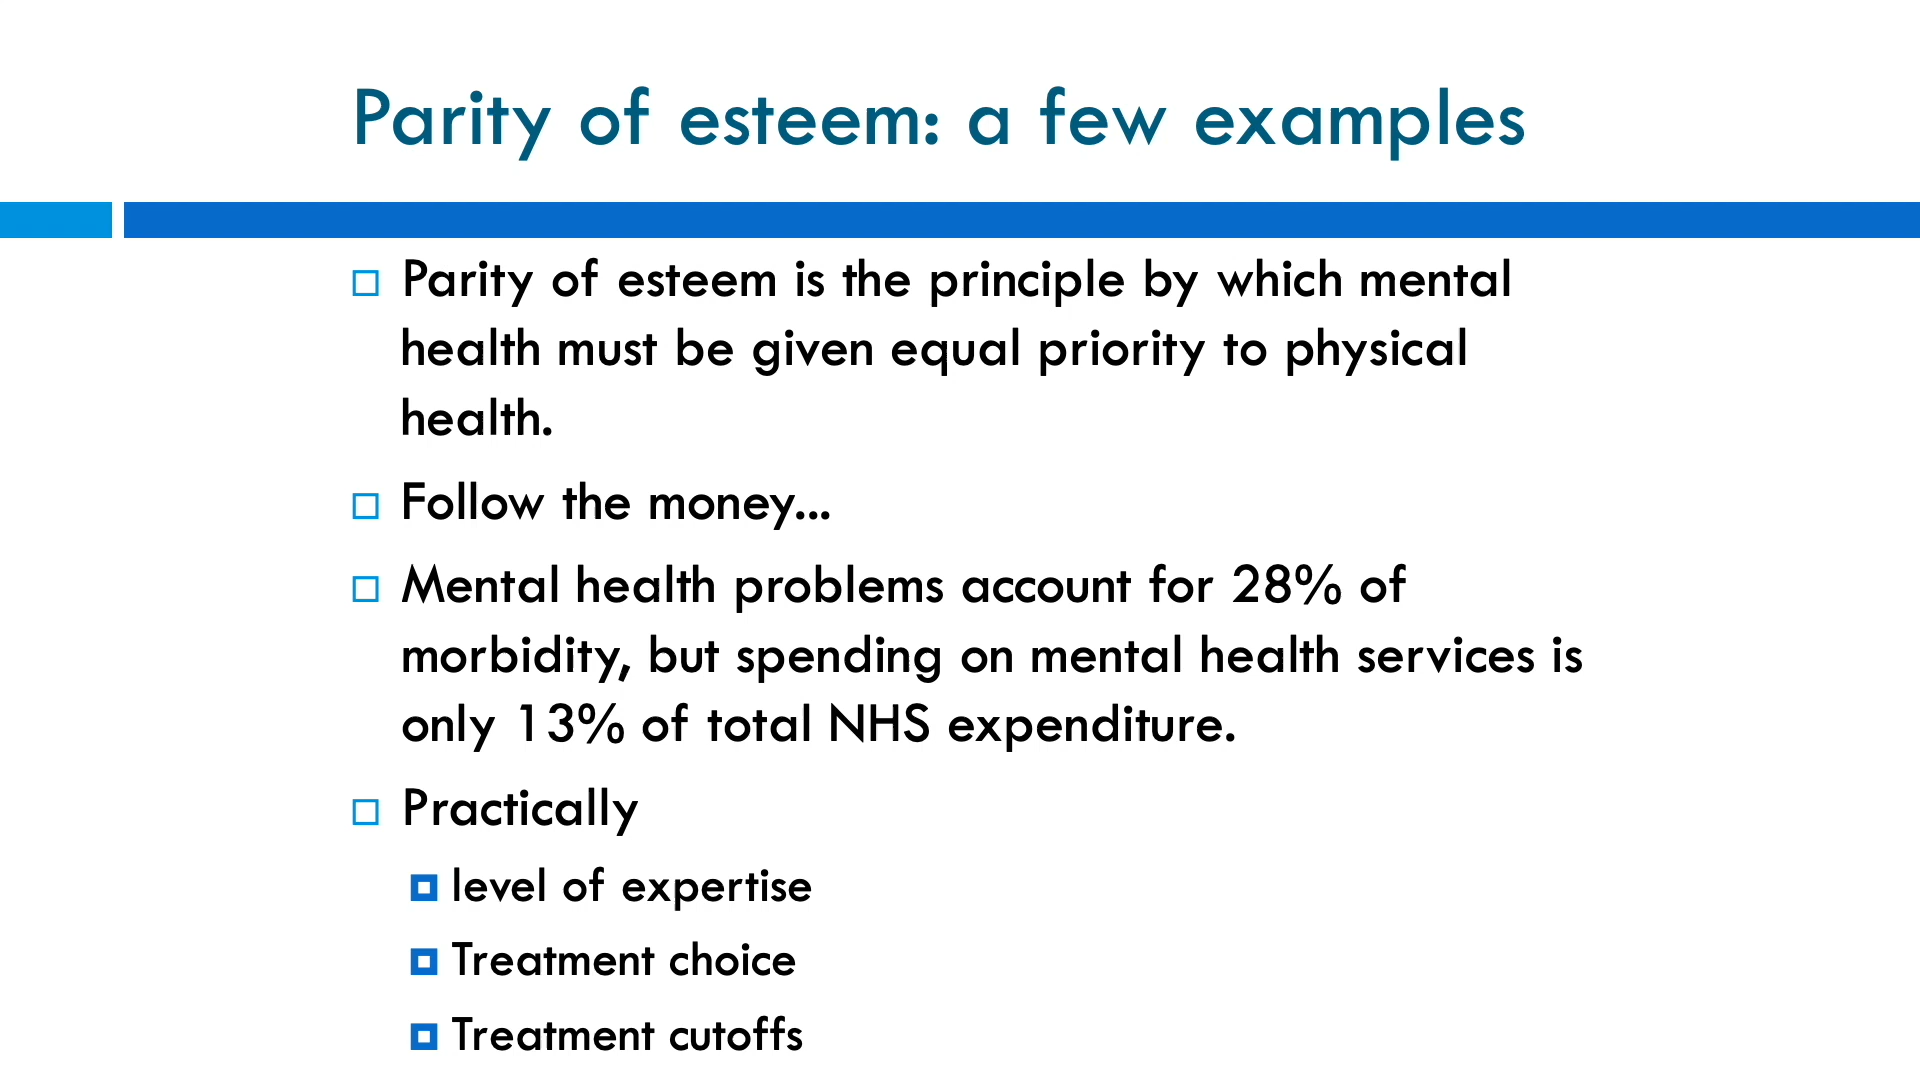 Parity of esteem: a few examples
Parity of esteem is the principle by which mental
health must be given equal priority to physical
health.
Follow the money...
Mental health problems account for 28% of
morbidity, but spending on mental health services is
only 13% of total NHS expenditure.
Practically
level of expertise
Treatment choice
Treatment cutoffs